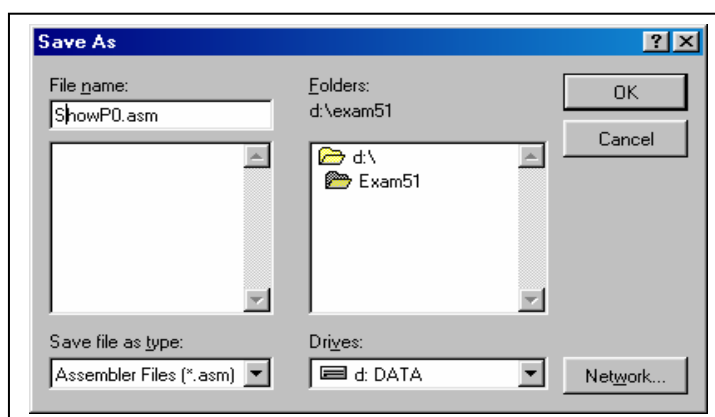 Save As
File name:
ShowP0.asm
Folders:
d:\exam51
d:\
Exam51
OK
Cancel
Save file as type:
Assembler Files (*.asm)
Drives:
d: DATA
Network...